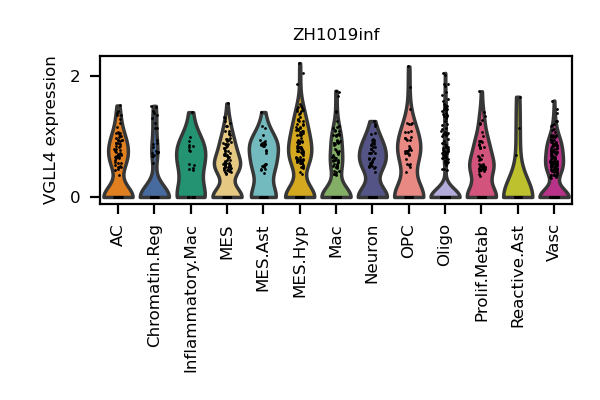 ZH1019inf
VGLL4 expression
2
0
AC
Chromatin.Reg
Inflammatory.Mac
MES
MES.Ast
MES.Hyp
Mac
Neuron
OPC
Oligo
Prolif.Metab
Reactive.Ast
Vasc